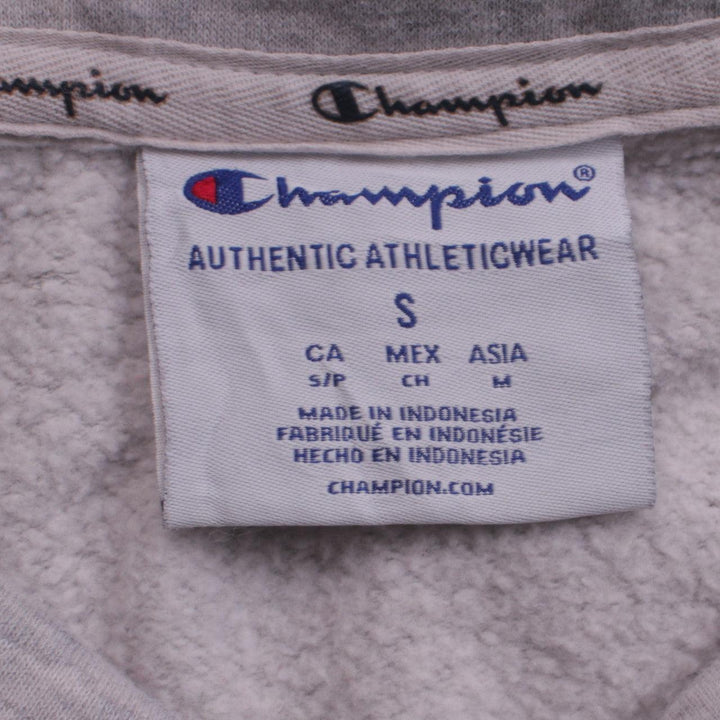 ampion Champion
Champion®
AUTHENTIC ATHLETICWEAR
S
CA MEX ASIA
S/P CH M
MADE IN INDONESIA
FABRIQUÉ EN INDONÉSIE
HECHO EN INDONESIA
CHAMPION.COM